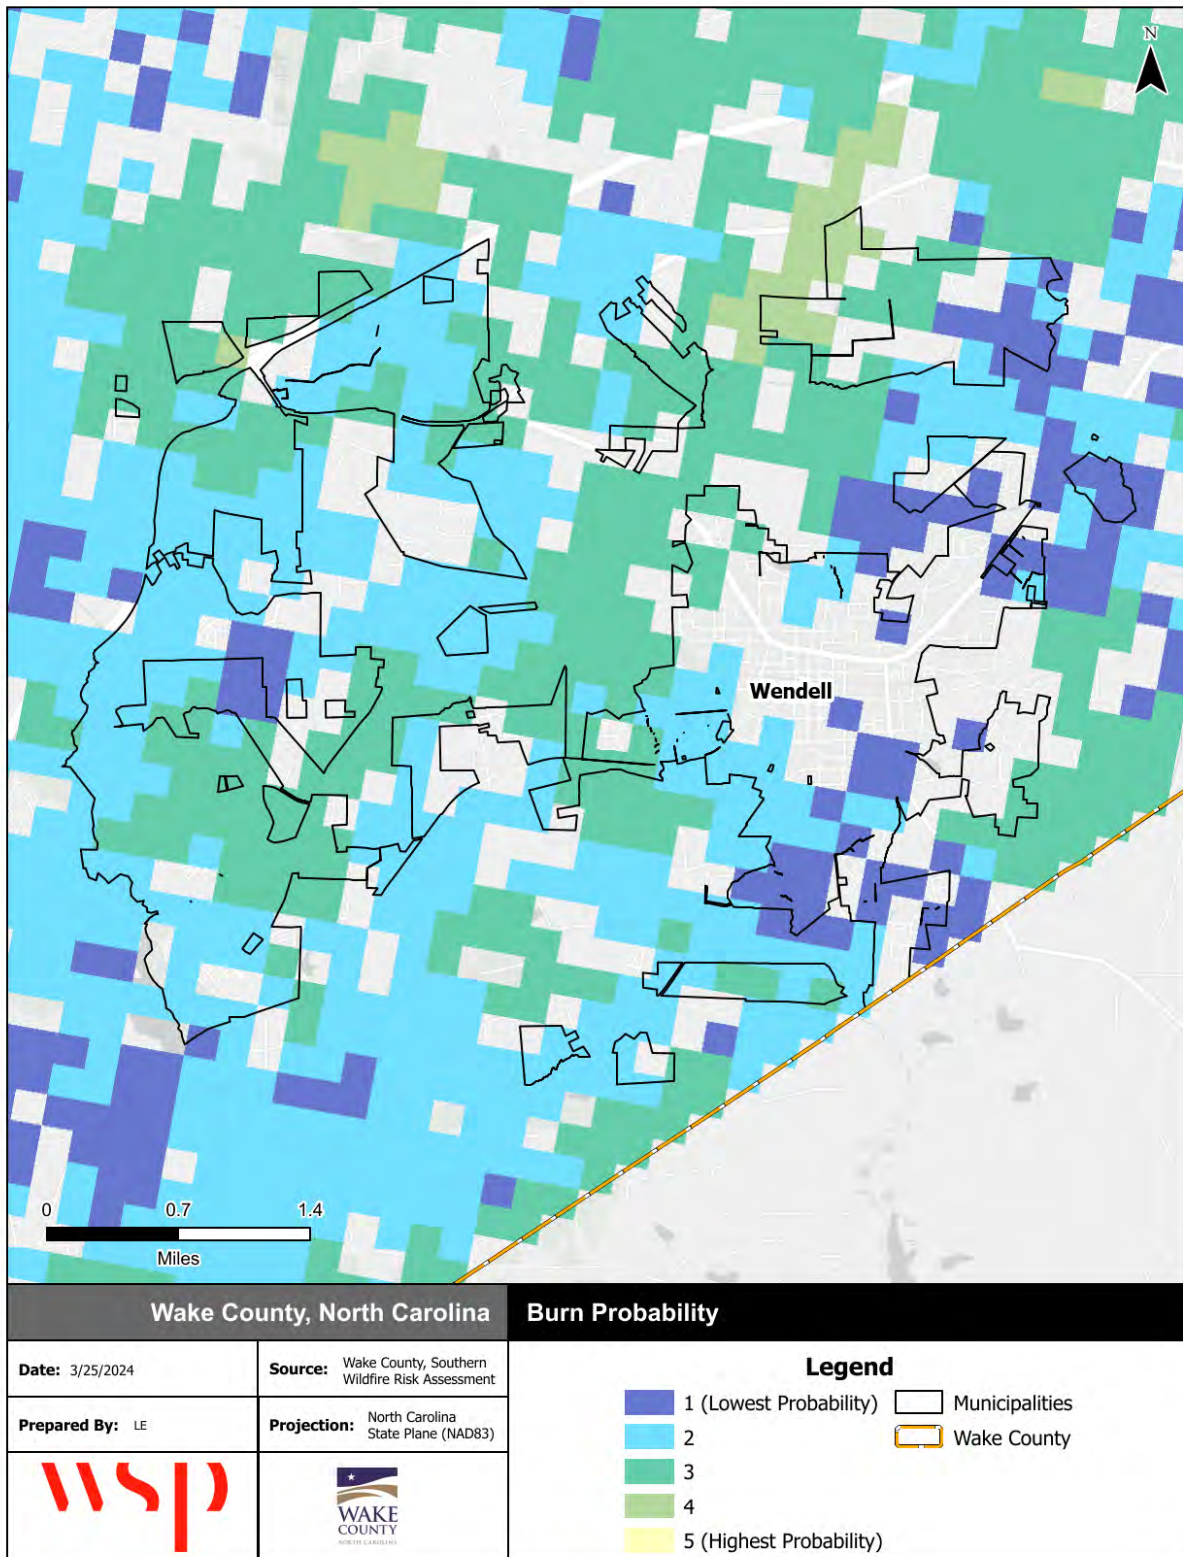 N
Wendell
0 0.7 1.4
Miles
Wake County, North Carolina
Burn Probability
Date: 3/25/2024
Source: Wake County, Southern
Wildfire Risk Assessment
Prepared By: LE
Projection: North Carolina
State Plane (NAD83)
wsp
WAKE
COUNTY
NORTH CAROLINA
Legend
1 (Lowest Probability)
2
3
4
5 (Highest Probability)
Municipalities
Wake County